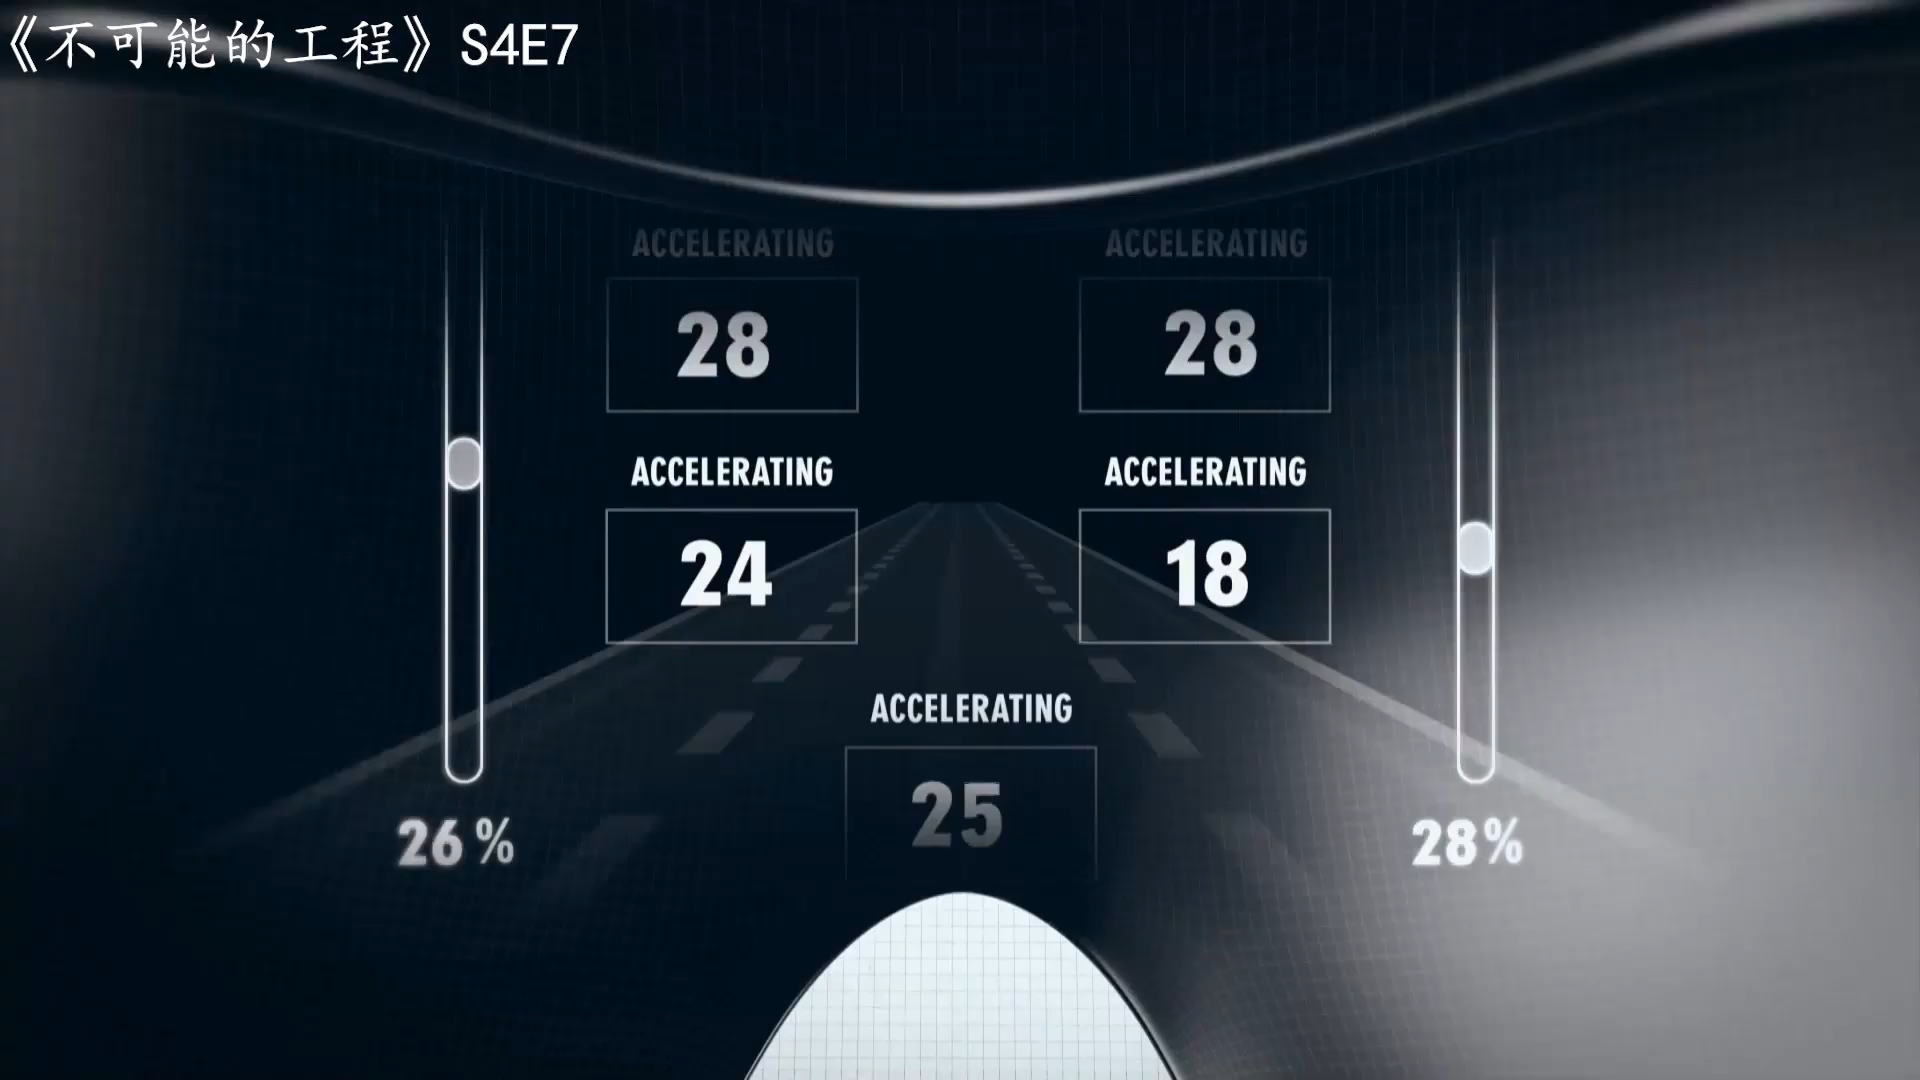 《不可能的工程》S4E7
ACCELERATING
ACCELERATING
28
28
ACCELERATING
ACCELERATING
24
18
ACCELERATING
25
26%
28%